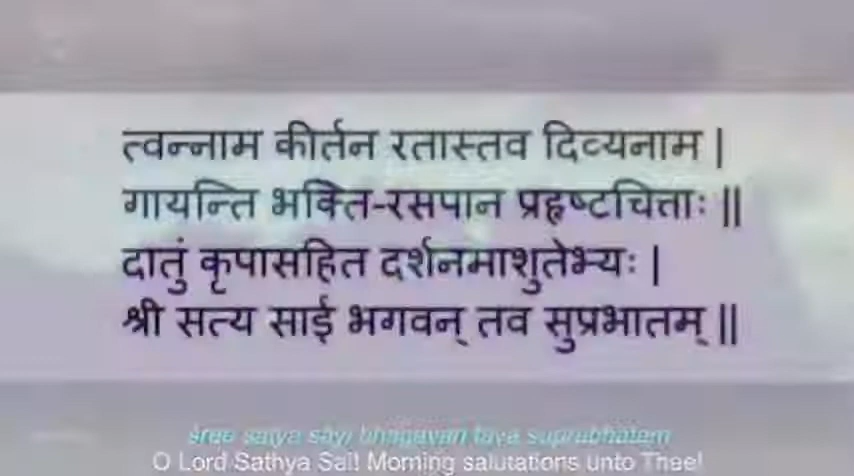 त्वन्नाम कीर्तन रतास्तव दिव्यनाम |
गायन्ति भक्ति-रसपान प्रहृष्टचित्ताः ||
दातुं कृपासहित दर्शनमाशुतेभ्यः |
श्री सत्य साई भगवन् तव सुप्रभातम् ||
sree satya sayi bhagavan tava suprabhatam
O Lord Sathya Sai! Morning salutations unto Thee!